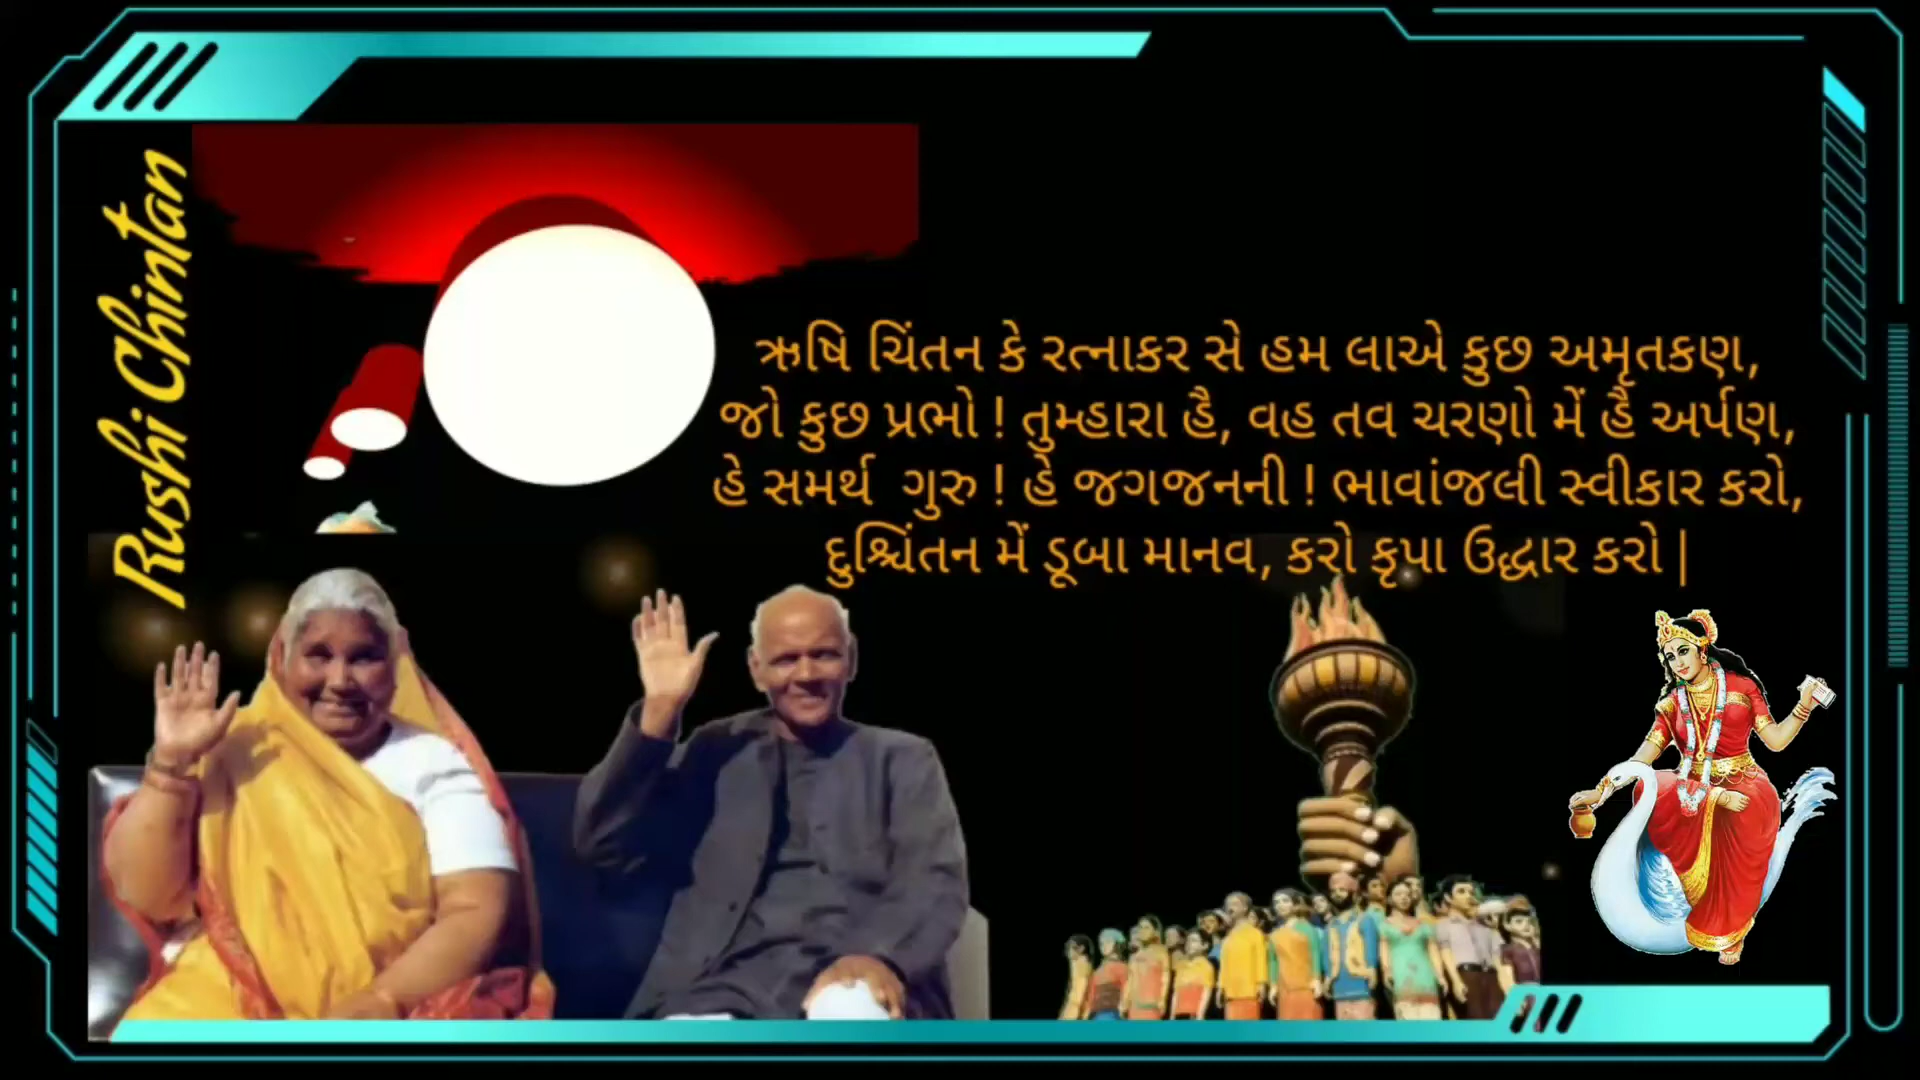 Rushi Chintan
ઋષિ ચિંતન કે રત્નાકર સે હમ લાએ કુછ અમૃતકણ,
જો કુછ પ્રભો ! તુમ્હારા હૈ, વહ તવ ચરણો મેં હૈ અર્પણ,
હે સમર્થ ગુરુ ! હે જગજનની ! ભાવાંજલી સ્વીકાર કરો,
દુશ્ચિંતન મેં ડૂબા માનવ, કરો કૃપા ઉદ્ધાર કરો |